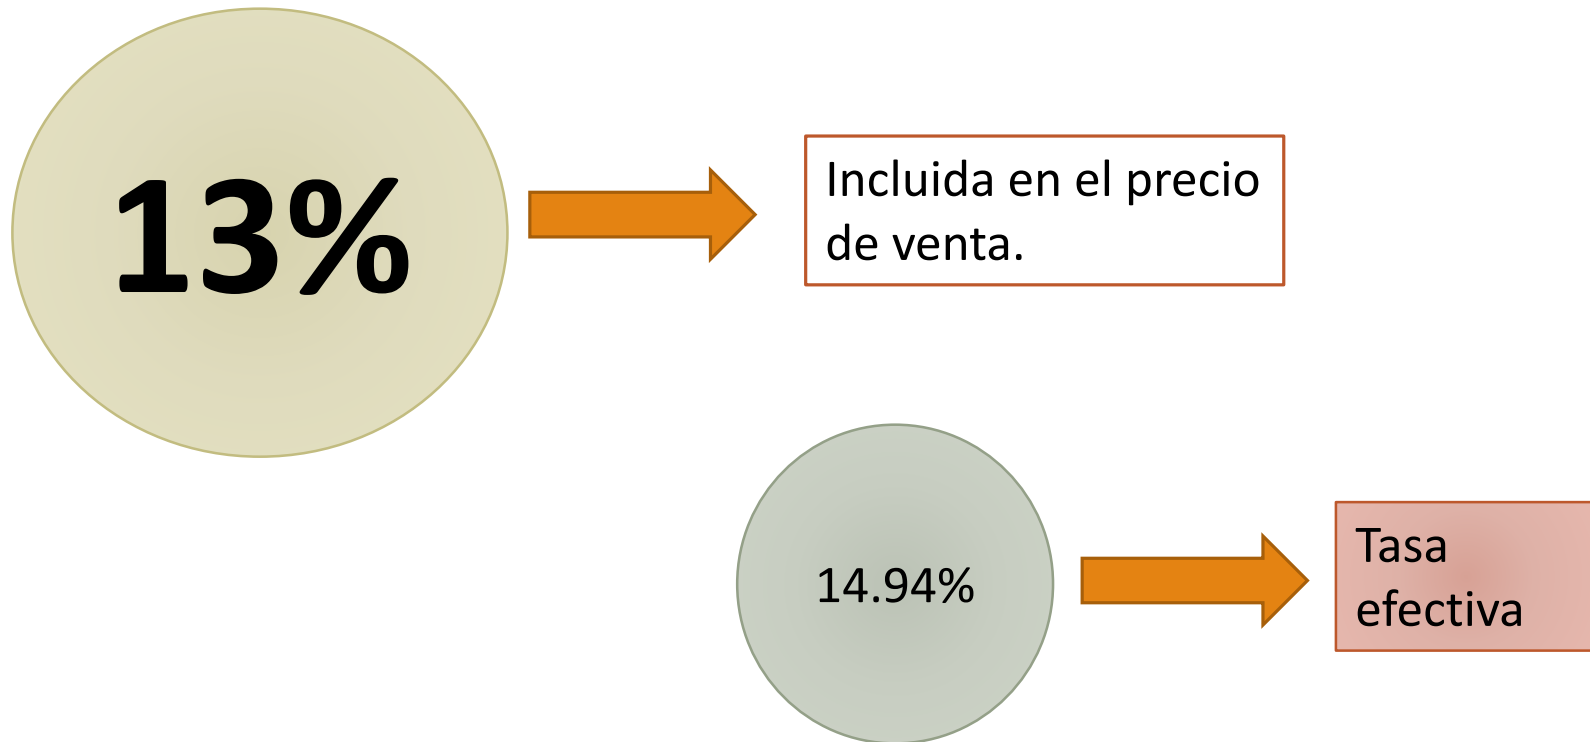 13%
Incluida en el precio
de venta.
14.94%
Tasa
efectiva